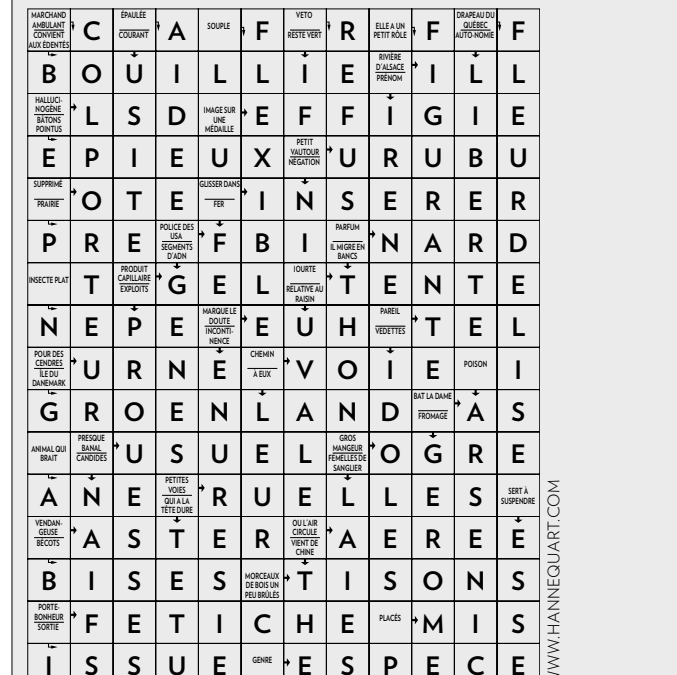 MARCHAND AMBULANT CONVIENT AUX ÉDENTÉS C ÉPAULÉE COURANT A SOUPLE F VETO RESTE VERT R ELLE A UN PETIT RÔLE F DRAPEAU DU QUÉBEC AUTO-NOMIE F
B O U I L L I E RIVIÈRE D'ALSACE PRÉNOM I L L
HALLUCI-NOGÈNE BÂTONS POINTUS L S D IMAGE SUR UNE MÉDAILLE E F F I G I E
E P I E U X PETIT VAUTOUR NÉGATION U R U B U
SUPPRIMÉ PRAIRIE O T E GLISSER DANS FER I N S E R E R
P R E POLICE DES USA SEGMENTS D'ADN F B I PARFUM IL MIGRE EN BANCS N A R D
INSECTE PLAT T PRODUIT CAPILLAIRE EXPLOITS G E L IOURTE RELATIVE AU RAISIN T E N T E
N E P E MARQUE LE DOUTE INCONTI-NENCE E U H PAREIL VEDETTES T E L
POUR DES CENDRES ÎLE DU DANEMARK U R N E CHEMIN À EUX V O I E POISON I
G R O E N L A N D BAT LA DAME FROMAGE A S
ANIMAL QUI BRAIT PRESQUE BANAL CANDIDES U S U E L GROS MANGEUR FEMELLES DE SANGLIER O G R E
A N E PETITES VOIES QUI A LA TÊTE DURE R U E L L E S SERT À SUSPENDRE
VENDAN-GEUSE BÉCOTS A S T E R OU L'AIR CIRCULE VIENT DE CHINE A E R E E
B I S E S MORCEAUX DE BOIS UN PEU BRÛLÉS T I S O N S
PORTE-BONHEUR SORTIE F E T I C H E PLACÉS M I S
I S S U E GENRE E S P E C E
WWW.HANNEQUART.COM